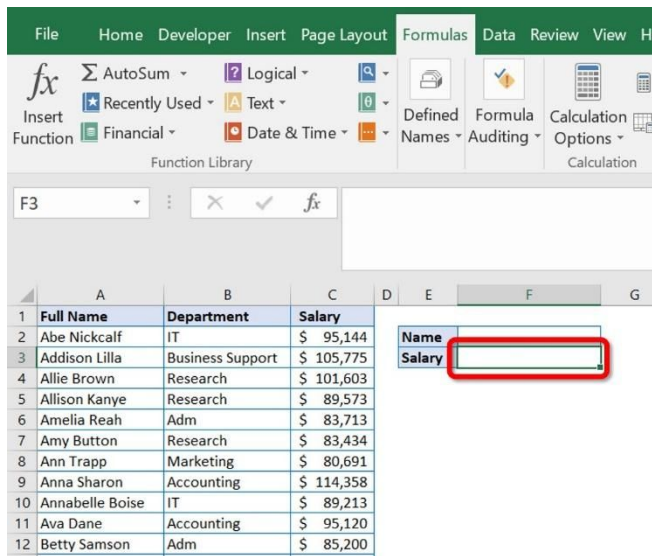 File Home Developer Insert Page Layout Formulas Data Review View H
fx Σ AutoSum ? Logical
Recently Used A Text
Insert Function Financial Date & Time θ
Defined Names
Formula Auditing
Calculation Options
Function Library
Calculation
F3 fx
A B C D E F G
1 Full Name Department Salary
2 Abe Nickcalf IT $ 95,144 Name
3 Addison Lilla Business Support $ 105,775 Salary
4 Allie Brown Research $ 101,603
5 Allison Kanye Research $ 89,573
6 Amelia Reah Adm $ 83,713
7 Amy Button Research $ 83,434
8 Ann Trapp Marketing $ 80,691
9 Anna Sharon Accounting $ 114,358
10 Annabelle Boise IT $ 89,213
11 Ava Dane Accounting $ 95,120
12 Betty Samson Adm $ 85,200